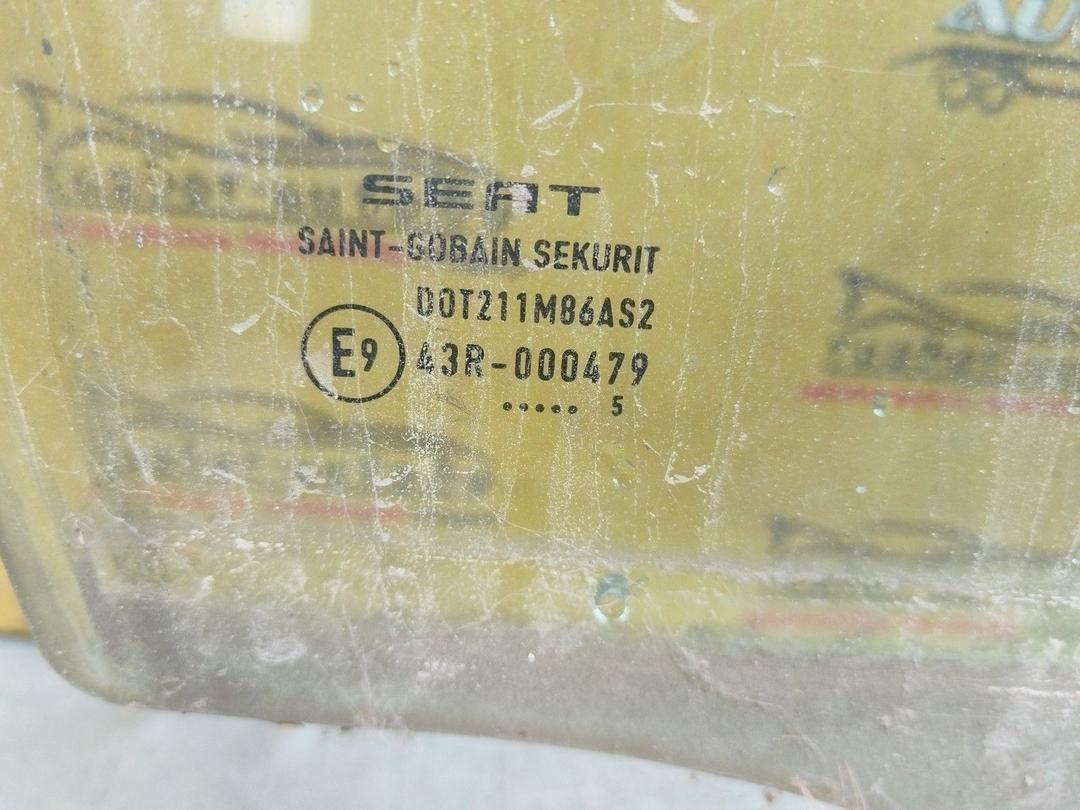 SEAT
SAINT-GOBAIN SEKURIT
DOT211M86AS2
E9 43R-000479
..... 5